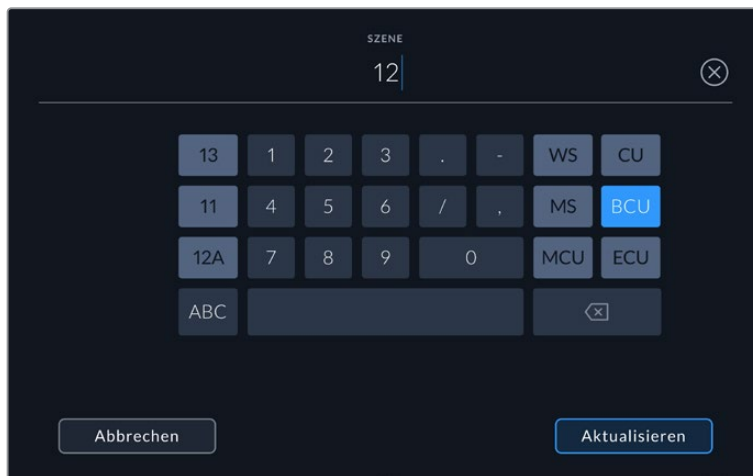 SZENE
12
13 1 2 3 . - WS CU
11 4 5 6 / , MS BCU
12A 7 8 9 0 MCU ECU
ABC
Abbrechen Aktualisieren